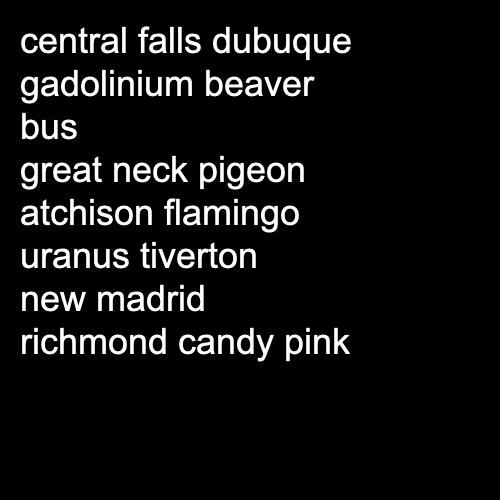 central falls dubuque
gadolinium beaver
bus
great neck pigeon
atchison flamingo
uranus tiverton
new madrid
richmond candy pink